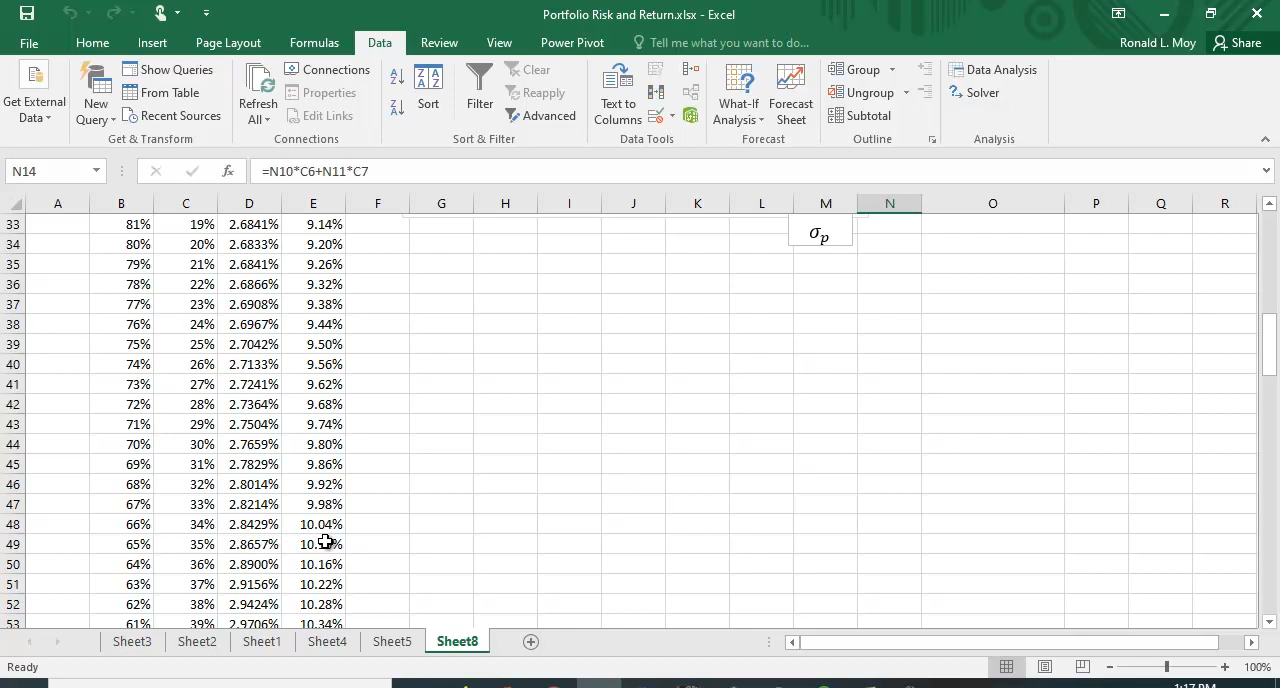 Portfolio Risk and Return.xlsx - Excel
File Home Insert Page Layout Formulas Data Review View Power Pivot Tell me what you want to do... Ronald L. Moy Share
Get External Data
New Query
Show Queries
From Table
Recent Sources
Get & Transform
Refresh All
Connections
Properties
Edit Links
Connections
Sort
Filter
Clear
Reapply
Advanced
Sort & Filter
Text to Columns
Data Tools
What-If Analysis
Forecast Sheet
Forecast
Group
Ungroup
Subtotal
Outline
Data Analysis
Solver
Analysis
N14 fx =N10*C6+N11*C7
A B C D E F G H I J K L M N O P Q R
33 81% 19% 2.6841% 9.14%
34 80% 20% 2.6833% 9.20%
σp
35 79% 21% 2.6841% 9.26%
36 78% 22% 2.6866% 9.32%
37 77% 23% 2.6908% 9.38%
38 76% 24% 2.6967% 9.44%
39 75% 25% 2.7042% 9.50%
40 74% 26% 2.7133% 9.56%
41 73% 27% 2.7241% 9.62%
42 72% 28% 2.7364% 9.68%
43 71% 29% 2.7504% 9.74%
44 70% 30% 2.7659% 9.80%
45 69% 31% 2.7829% 9.86%
46 68% 32% 2.8014% 9.92%
47 67% 33% 2.8214% 9.98%
48 66% 34% 2.8429% 10.04%
49 65% 35% 2.8657%
50 64% 36% 2.8900% 10.16%
51 63% 37% 2.9156% 10.22%
52 62% 38% 2.9424% 10.28%
53 61% 39% 2.9706% 10.34%
Sheet3 Sheet2 Sheet1 Sheet4 Sheet5 Sheet8
Ready 100%
1:17 PM